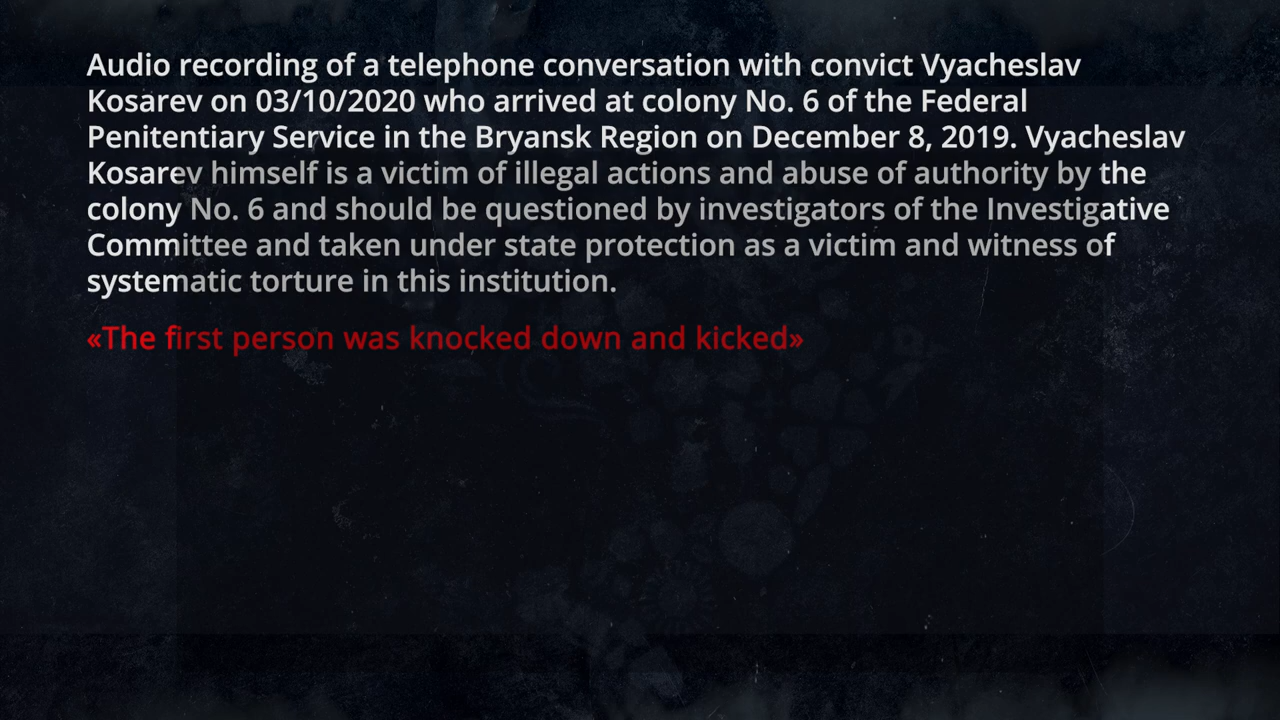 Audio recording of a telephone conversation with convict Vyacheslav
Kosarev on 03/10/2020 who arrived at colony No. 6 of the Federal
Penitentiary Service in the Bryansk Region on December 8, 2019. Vyacheslav
Kosarev himself is a victim of illegal actions and abuse of authority by the
colony No. 6 and should be questioned by investigators of the Investigative
Committee and taken under state protection as a victim and witness of
systematic torture in this institution.
«The first person was knocked down and kicked»